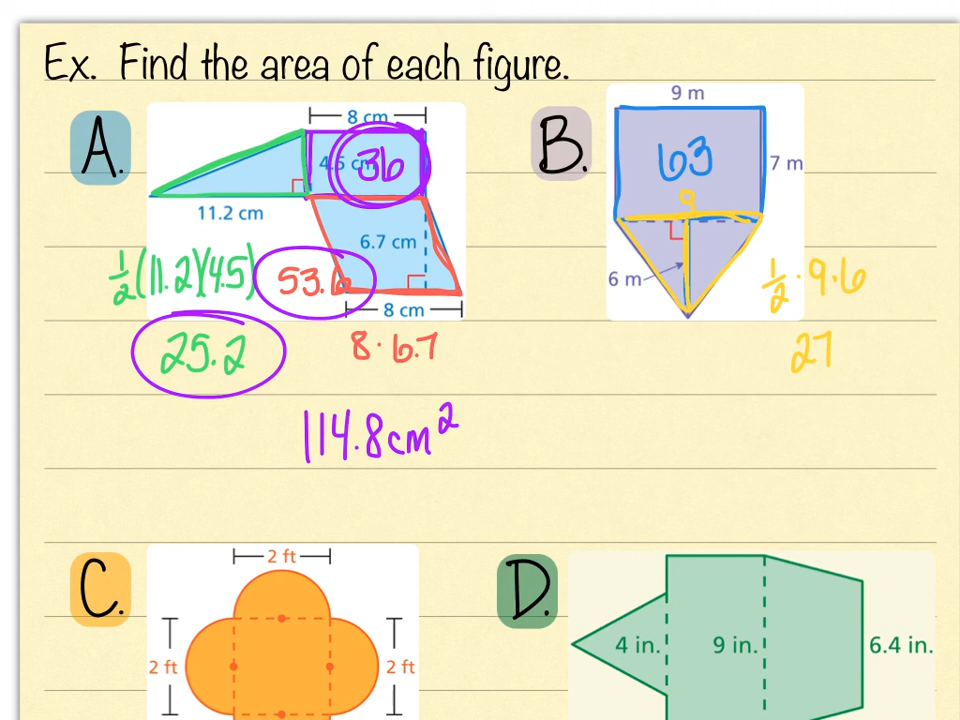 Ex. Find the area of each figure.
A.
8 cm
4.5 cm
36
11.2 cm
6.7 cm
8 cm
1/2(11.2)(4.5)
53.6
25.2
8 · 6.7
114.8cm²
B.
9 m
63
7 m
9
6 m
1/2 · 9 · 6
27
C.
2 ft
2 ft
2 ft
D.
4 in.
9 in.
6.4 in.